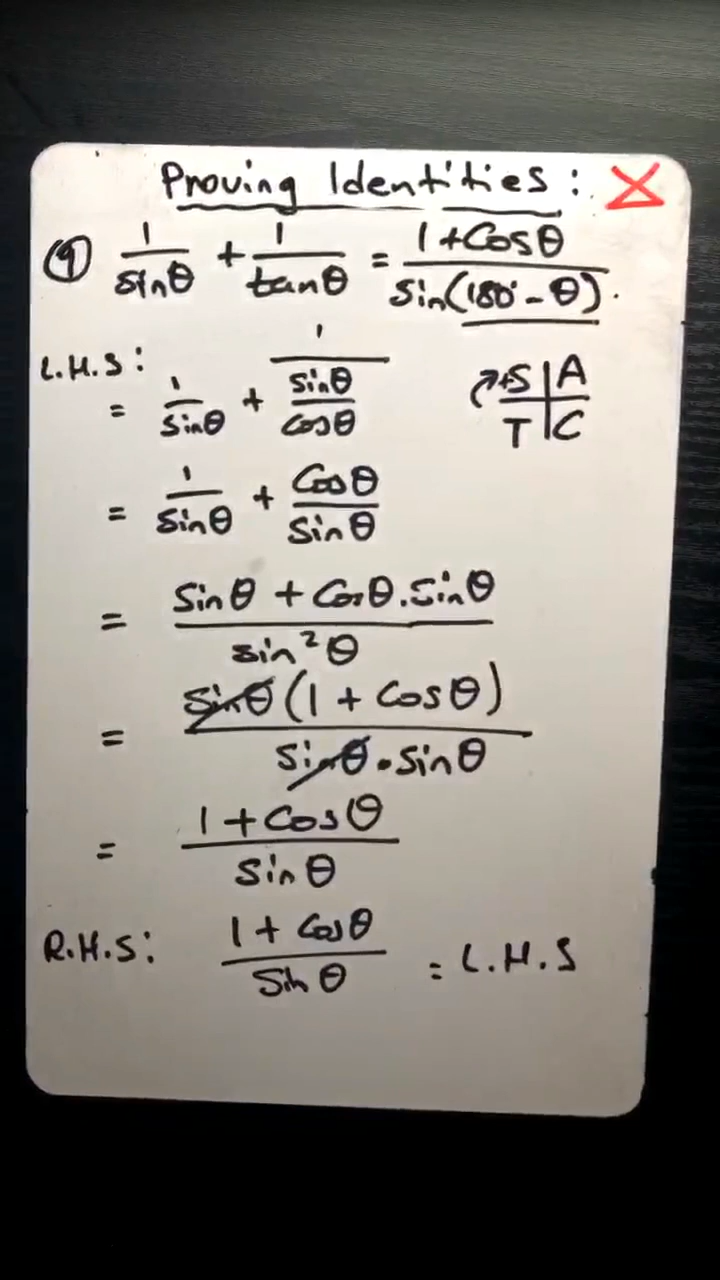 Proving Identities:
9 1/sinθ + 1/tanθ = 1+Cosθ/sin(180° - θ).
L.H.S:
= 1/sinθ + 1/(sinθ/cosθ)
+S A
T C
= 1/sinθ + Cosθ/sinθ
= Sinθ + Cosθ.sinθ/sin²θ
= sinθ(1 + Cosθ)/sinθ • sinθ
= 1 + Cosθ/sinθ
R.H.S: 1 + Cosθ/Sinθ = L.H.S